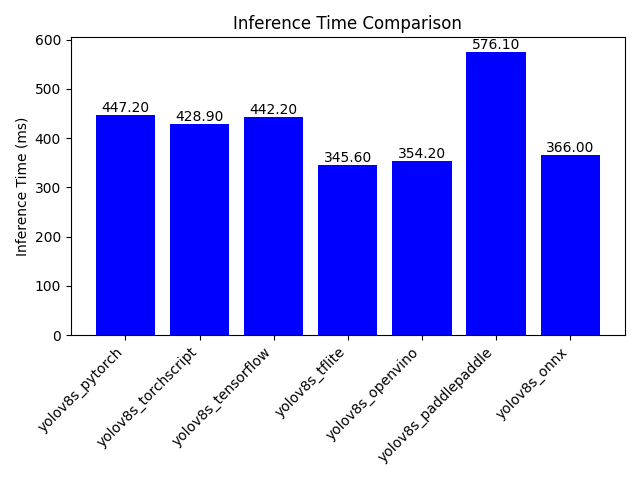 Inference Time Comparison
Inference Time (ms)
600
500
400
300
200
100
0
447.20
428.90
442.20
345.60
354.20
576.10
366.00
yolov8s_pytorch
yolov8s_torchscript
yolov8s_tensorflow
yolov8s_tflite
yolov8s_openvino
yolov8s_paddlepaddle
yolov8s_onnx